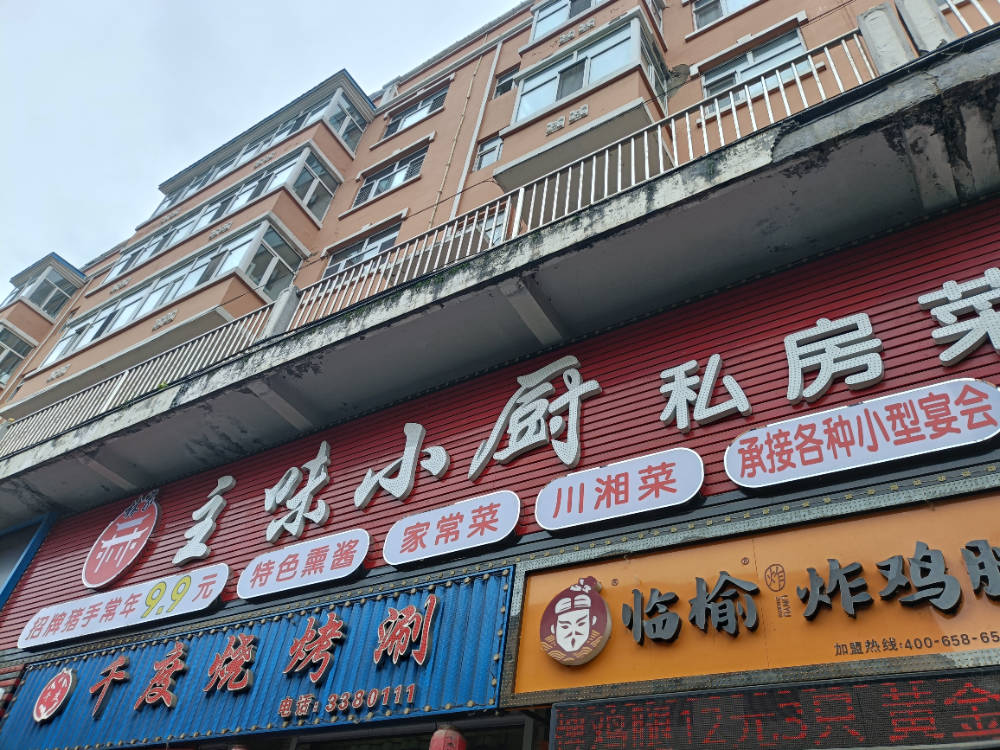 主味小厨 私房菜
招牌猪手常年9.9元
特色熏酱
家常菜
川湘菜
承接各种小型宴会
千度烧烤涮
电话:3380111
临榆炸鸡腿
加盟热线:400-658-65
12元3只 黄金